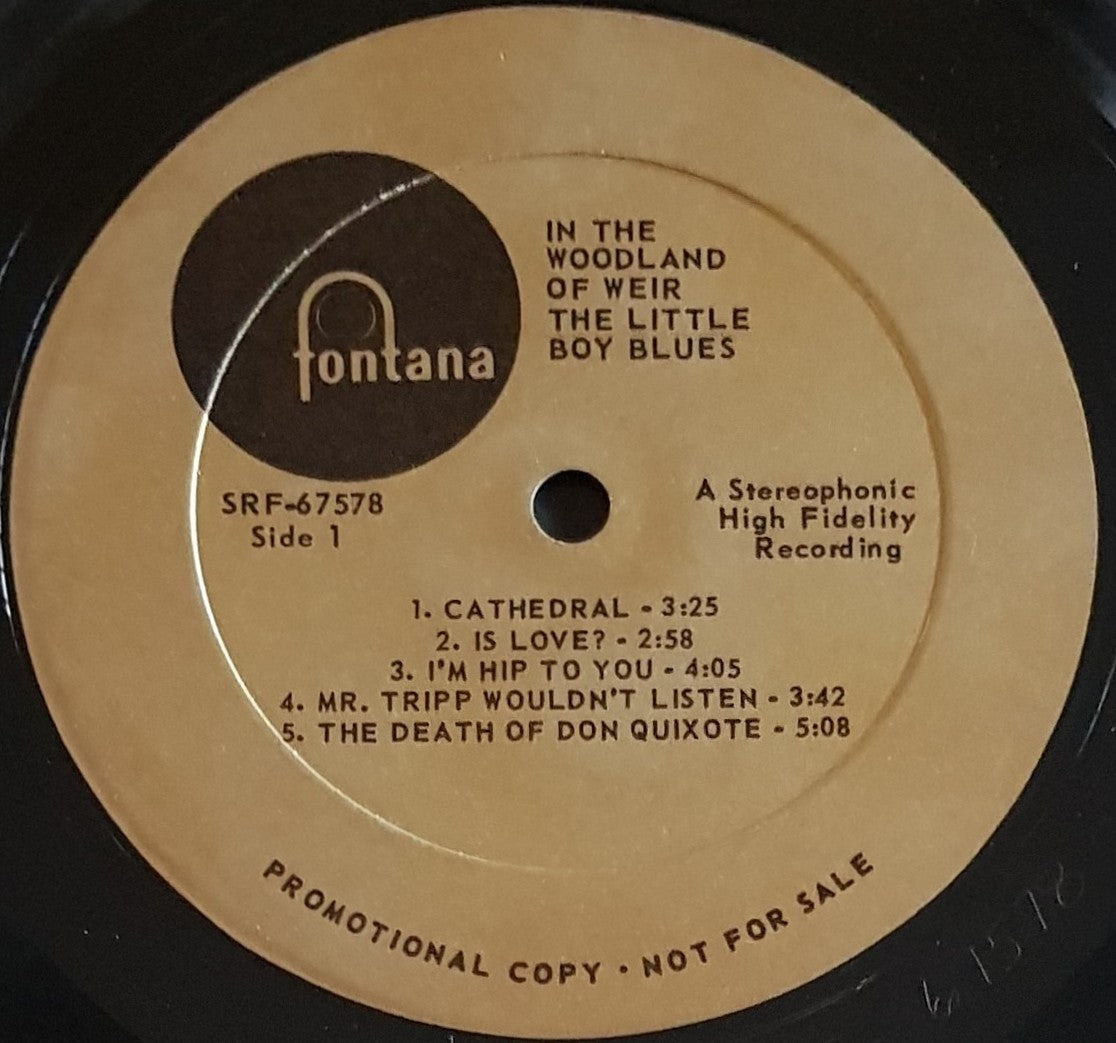 IN THE
WOODLAND
OF WEIR
THE LITTLE
BOY BLUES
fontana
SRF-67578
Side 1
A Stereophonic
High Fidelity
Recording
1. CATHEDRAL - 3:25
2. IS LOVE? - 2:58
3. I'M HIP TO YOU - 4:05
4. MR. TRIPP WOULDN'T LISTEN - 3:42
5. THE DEATH OF DON QUIXOTE - 5:08
PROMOTIONAL COPY • NOT FOR SALE